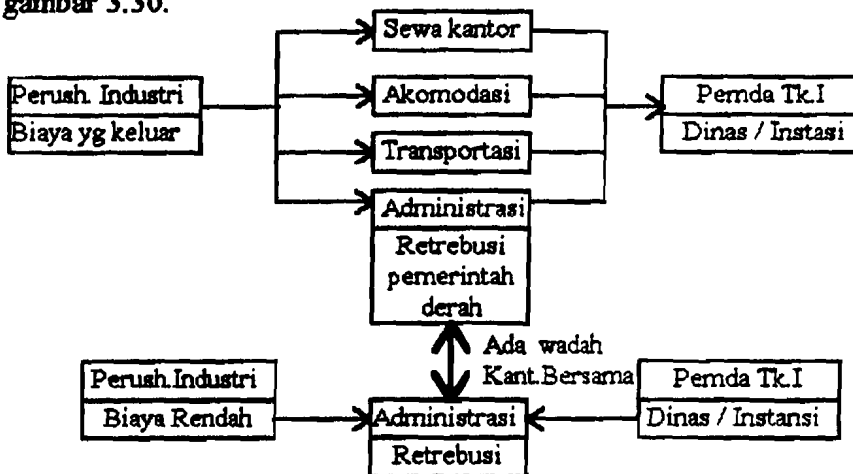 gambar 3.30.
Sewa kantor
Perush. Industri
Biaya yg keluar
Akomodasi
Transportasi
Administrasi
Retrebusi
pemerintah
derah
Pemda Tk.I
Dinas / Instasi
Ada wadah
Kant.Bersama
Perush.Industri
Biaya Rendah
Administrasi
Retrebusi
Pemda Tk.I
Dinas / Instansi